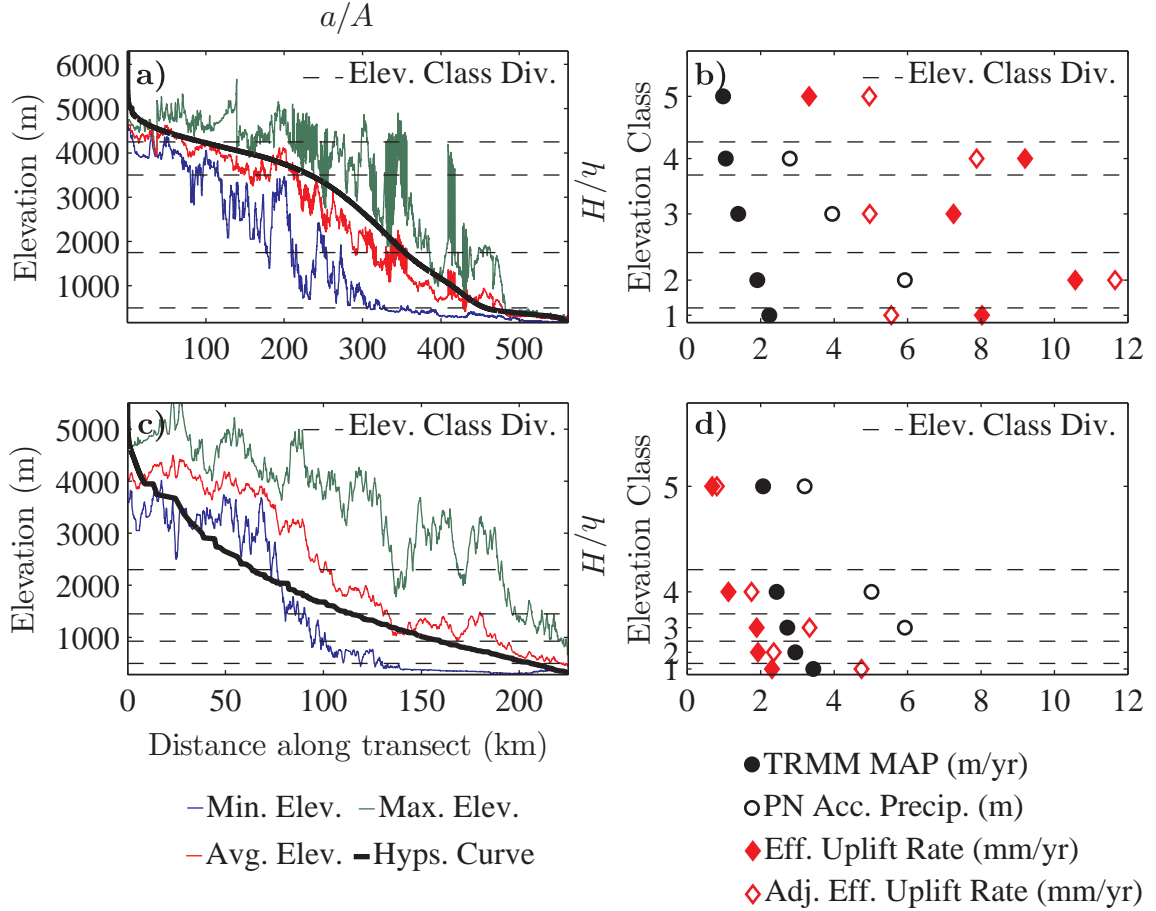 a/A
a)
Elev. Class Div.
6000
5000
4000
3000
2000
1000
Elevation (m)
100 200 300 400 500
h/H
b)
Elev. Class Div.
5
4
3
2
1
Elevation Class
0 2 4 6 8 10 12
c)
Elev. Class Div.
5000
4000
3000
2000
1000
Elevation (m)
0 50 100 150 200
Distance along transect (km)
h/H
d)
Elev. Class Div.
5
4
3
2
1
Elevation Class
0 2 4 6 8 10 12
Min. Elev. Max. Elev.
Avg. Elev. Hyps. Curve
TRMM MAP (m/yr)
PN Acc. Precip. (m)
Eff. Uplift Rate (mm/yr)
Adj. Eff. Uplift Rate (mm/yr)